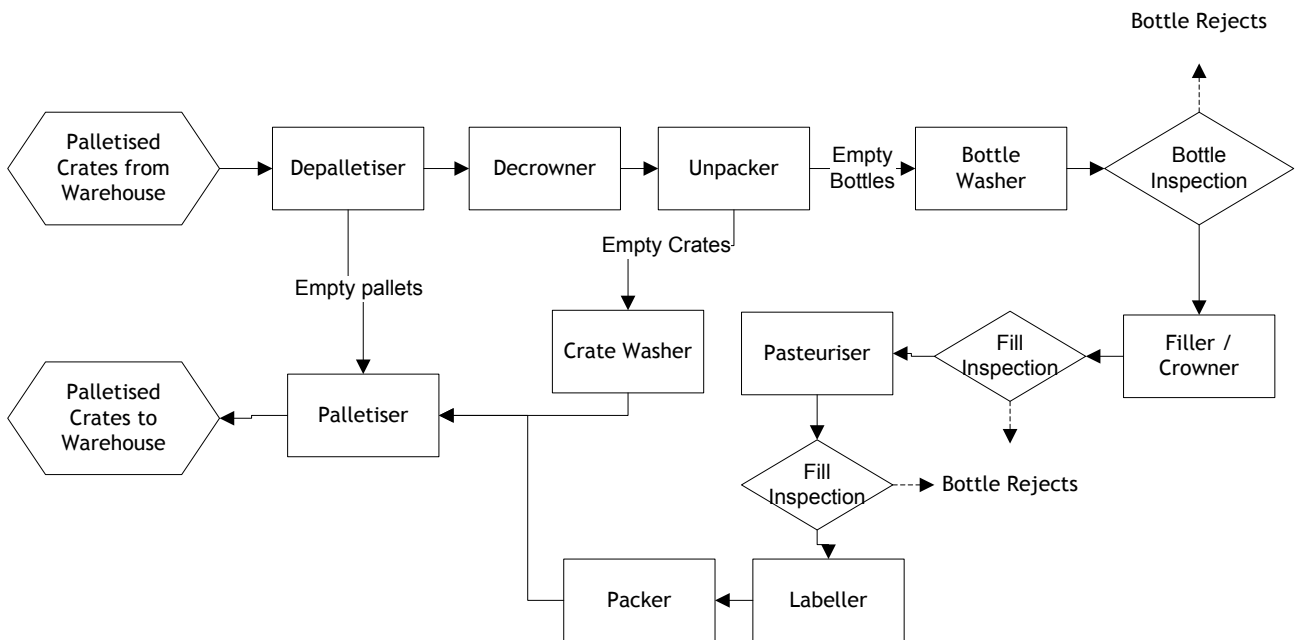 Bottle Rejects
Palletised
Crates from
Warehouse
Depalletiser
Decrowner
Unpacker
Empty
Bottles
Bottle
Washer
Bottle
Inspection
Empty Crates
Empty pallets
Crate Washer
Pasteuriser
Fill
Inspection
Filler /
Crowner
Palletised
Crates to
Warehouse
Palletiser
Fill
Inspection
Bottle Rejects
Packer
Labeller